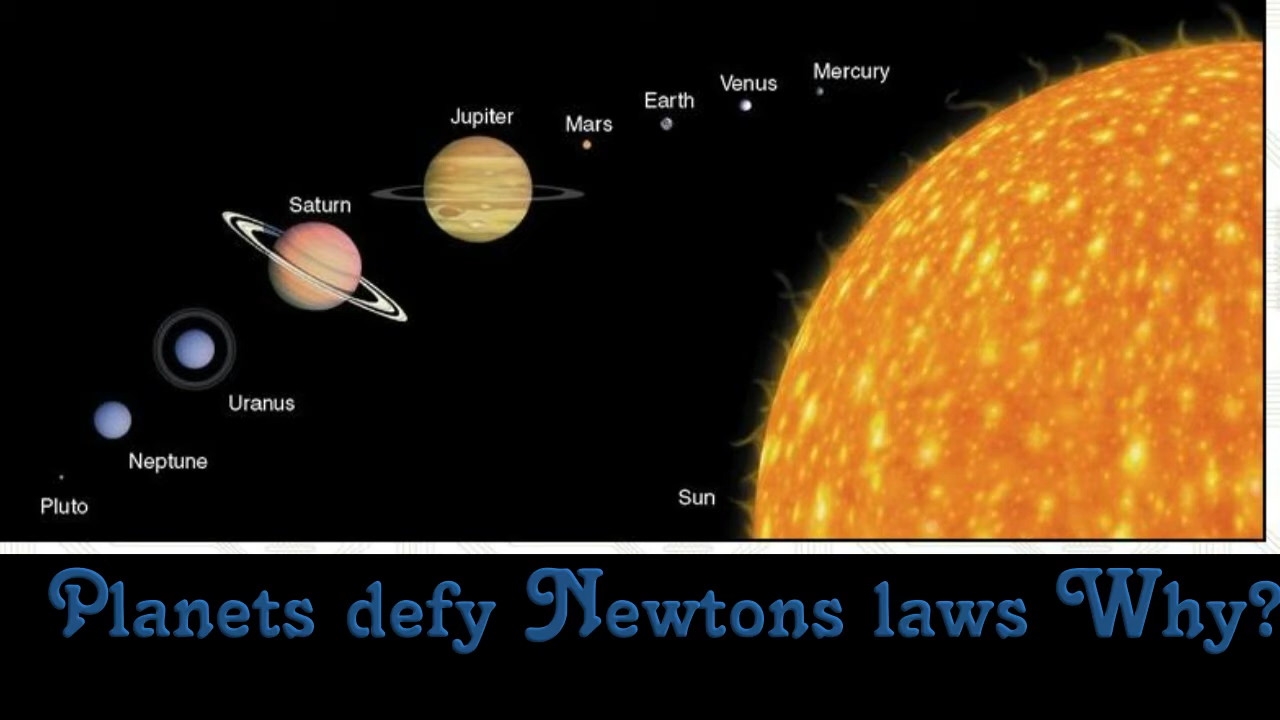 Mercury
Venus
Earth
Mars
Jupiter
Saturn
Uranus
Neptune
Pluto
Sun
Planets defy Newtons laws Why?